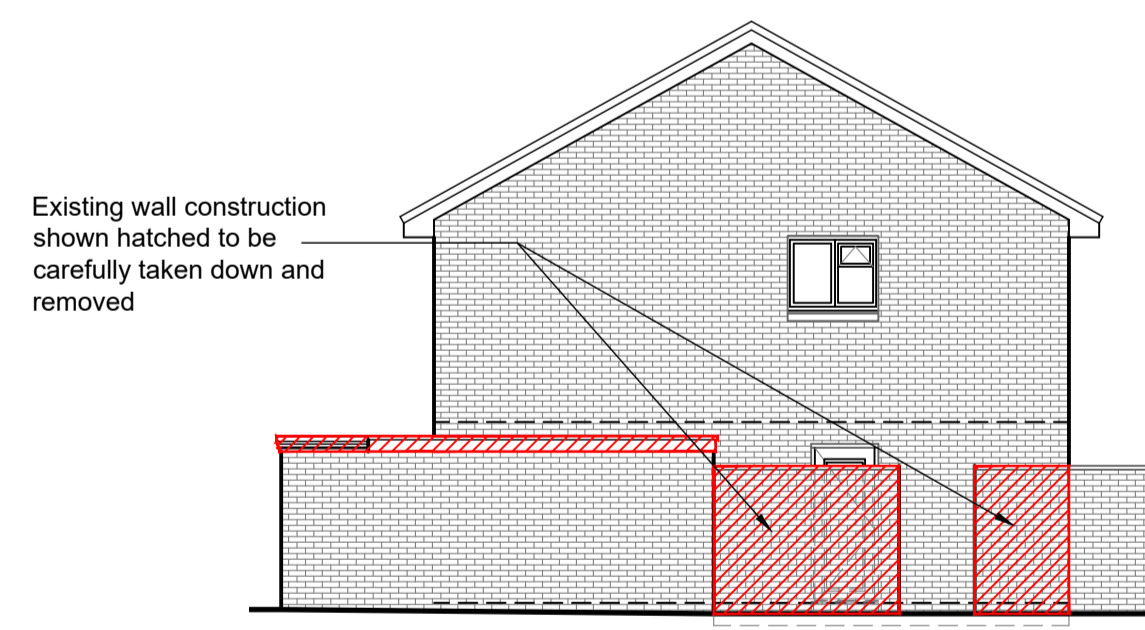 Existing wall construction
shown hatched to be
carefully taken down and
removed